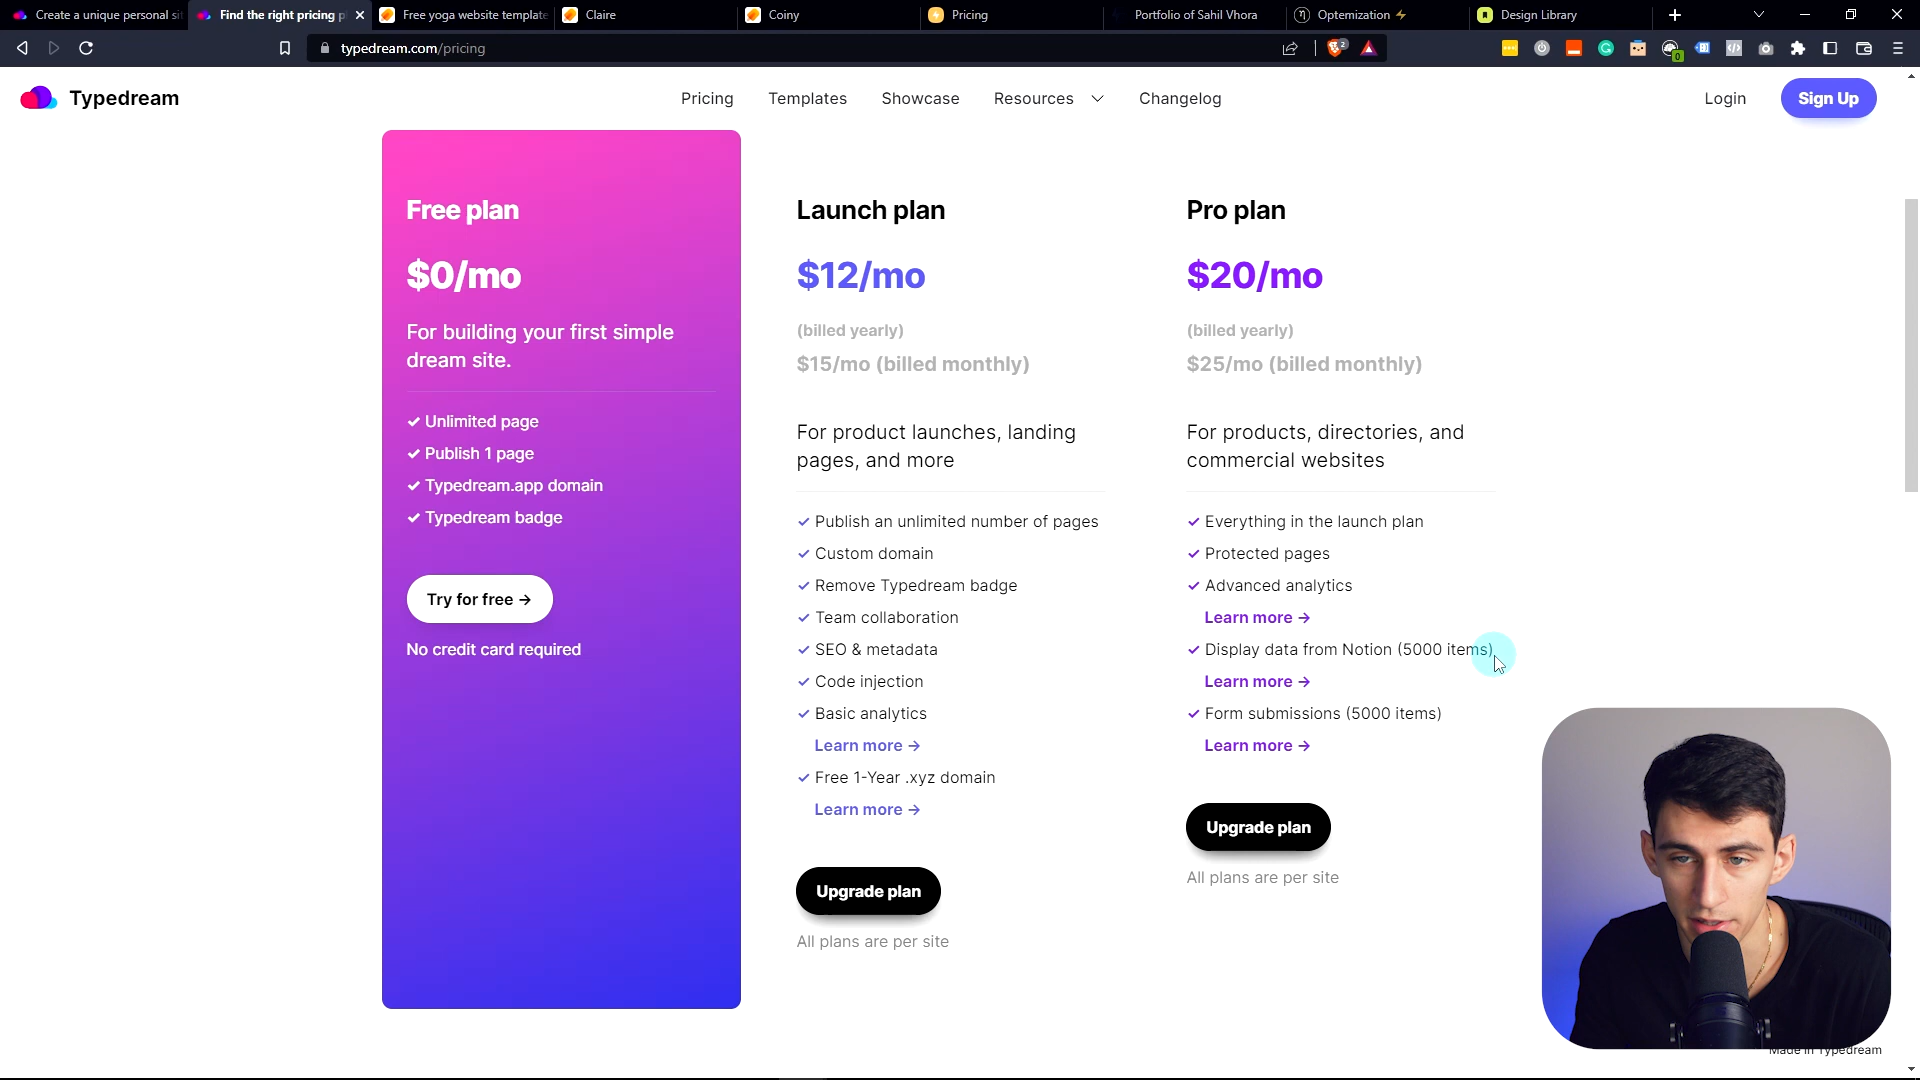 Create a unique personal si
Find the right pricing p
Free yoga website template
Claire
Coiny
Pricing
Portfolio of Sahil Vhora
Optemization ⚡
Design Library
typedream.com/pricing
2
0
Typedream
Pricing
Templates
Showcase
Resources
Changelog
Login
Sign Up
Free plan
$0/mo
For building your first simple
dream site.
✓ Unlimited page
✓ Publish 1 page
✓ Typedream.app domain
✓ Typedream badge
Try for free →
No credit card required
Launch plan
$12/mo
(billed yearly)
$15/mo (billed monthly)
For product launches, landing
pages, and more
✓ Publish an unlimited number of pages
✓ Custom domain
✓ Remove Typedream badge
✓ Team collaboration
✓ SEO & metadata
✓ Code injection
✓ Basic analytics
Learn more →
✓ Free 1-Year .xyz domain
Learn more →
Upgrade plan
All plans are per site
Pro plan
$20/mo
(billed yearly)
$25/mo (billed monthly)
For products, directories, and
commercial websites
✓ Everything in the launch plan
✓ Protected pages
✓ Advanced analytics
Learn more →
✓ Display data from Notion (5000 items)
Learn more →
✓ Form submissions (5000 items)
Learn more →
Upgrade plan
All plans are per site
Made in Typedream